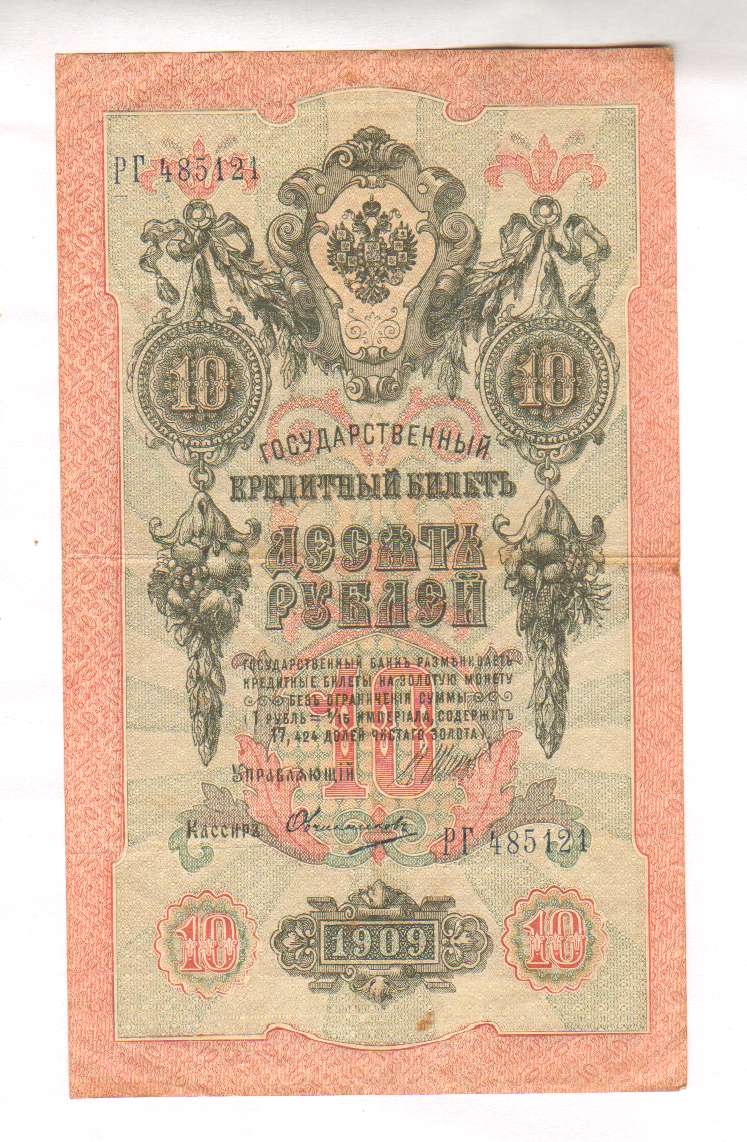 РГ 485121
10 10
ГОСУДАРСТВЕННЫЙ
КРЕДИТНЫЙ БИЛЕТЪ
ДЕСЯТЬ
РУБЛЕЙ
ГОСУДАРСТВЕННЫЙ БАНКЪ РАЗМѢНИВАЕТЪ
КРЕДИТНЫЕ БИЛЕТЫ НА ЗОЛОТУЮ МОНЕТУ
БЕЗЪ ОГРАНИЧЕНІЯ СУММЫ
(1 РУБЛЬ = 1/15 ИМПЕРІАЛА, СОДЕРЖИТЪ
17,424 ДОЛЕЙ ЧИСТАГО ЗОЛОТА).
10
Управляющій
Кассиръ Овчинниковъ
РГ 485121
10 1909 10